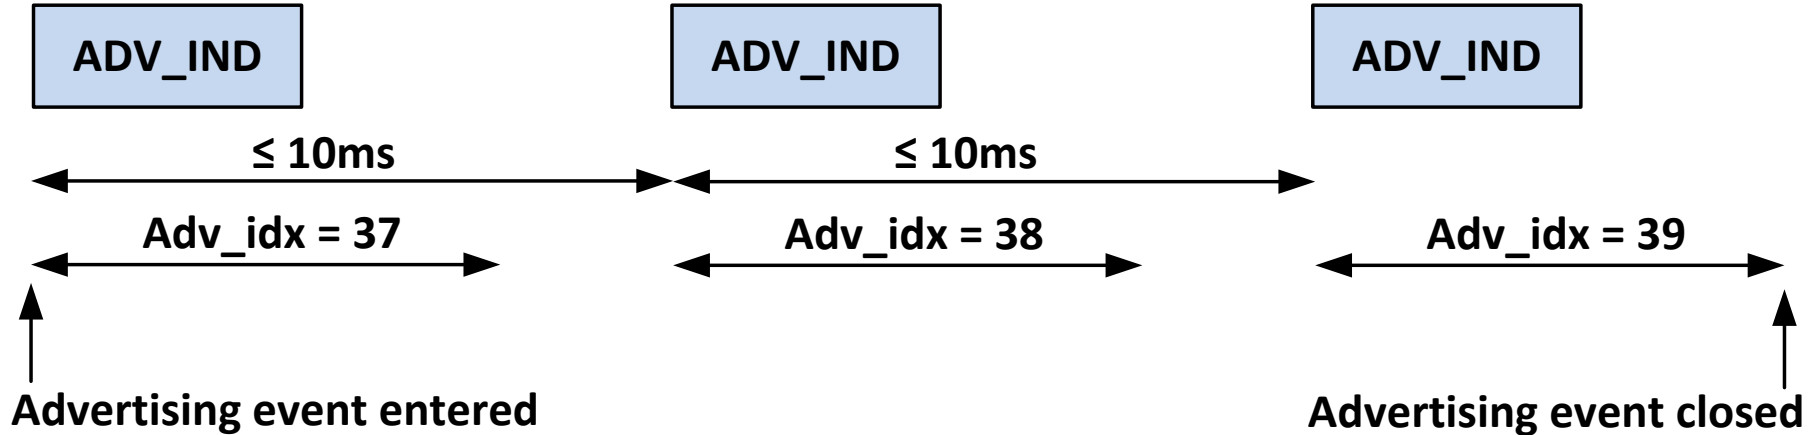 ADV_IND
ADV_IND
ADV_IND
≤ 10ms
≤ 10ms
Adv_idx = 37
Adv_idx = 38
Adv_idx = 39
Advertising event entered
Advertising event closed